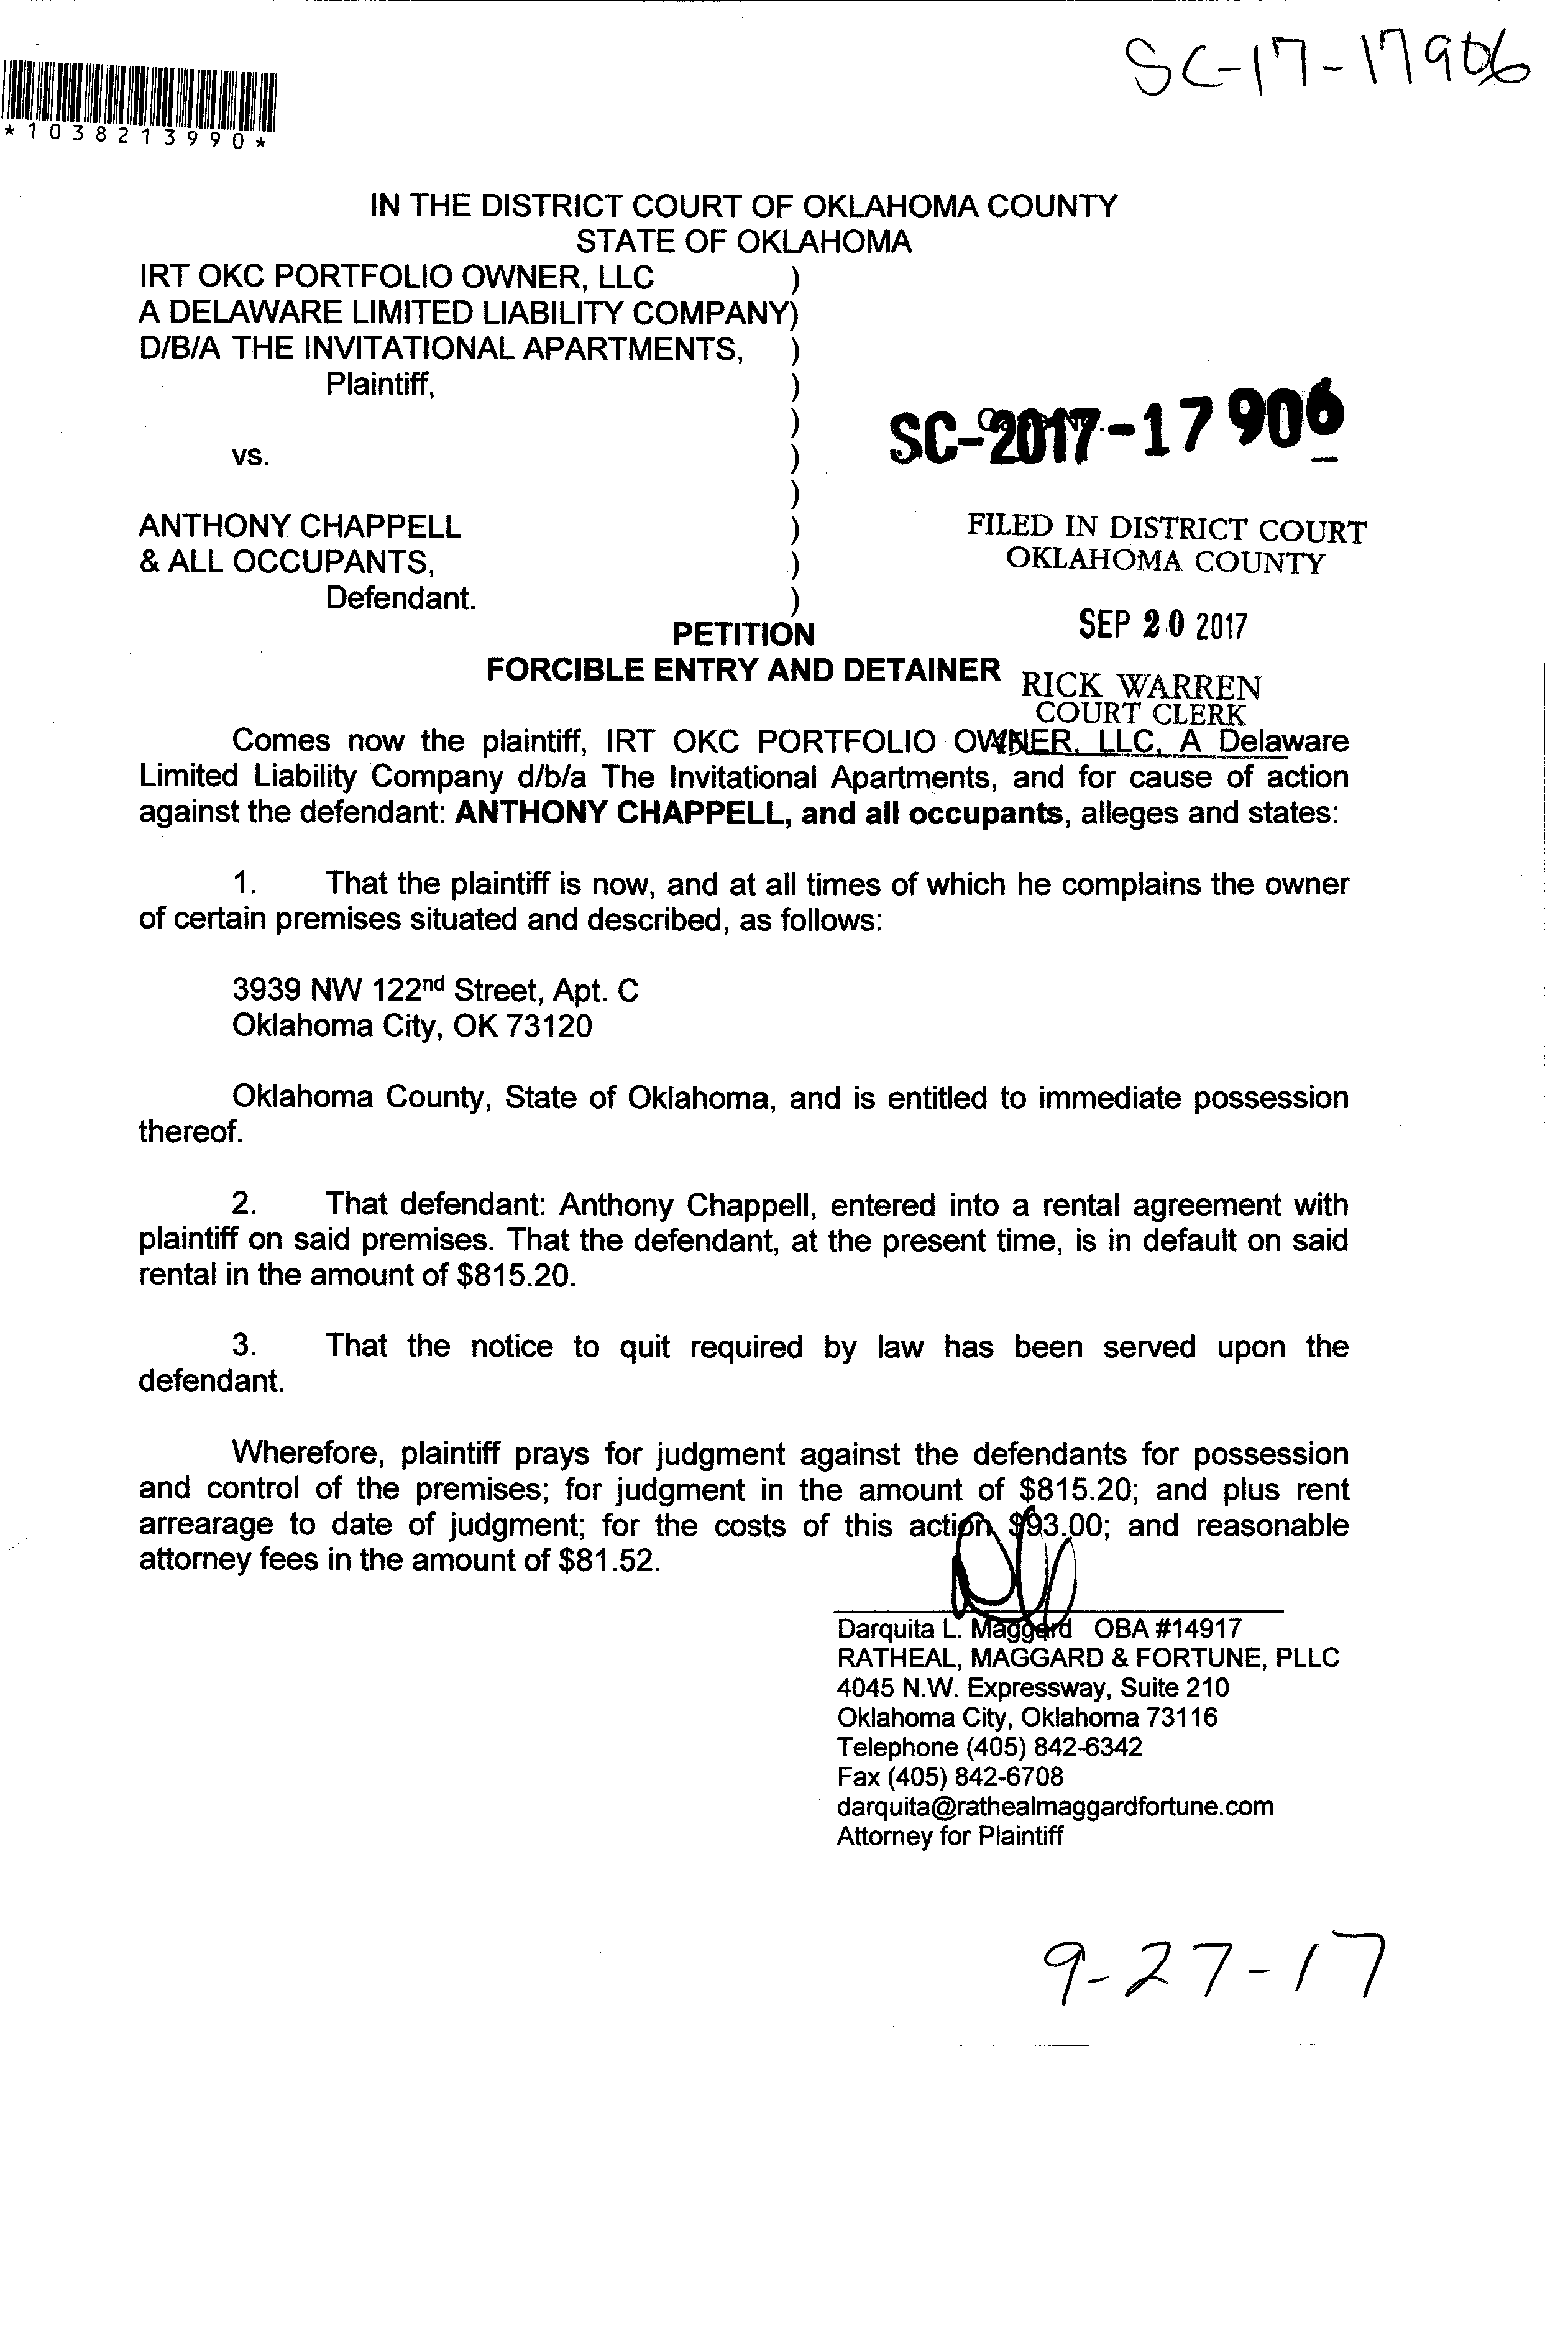 SC-17-17906
*1038213990*
IN THE DISTRICT COURT OF OKLAHOMA COUNTY
STATE OF OKLAHOMA
IRT OKC PORTFOLIO OWNER, LLC )
A DELAWARE LIMITED LIABILITY COMPANY)
D/B/A THE INVITATIONAL APARTMENTS, )
Plaintiff, )
)
SC-2017-17906
vs. )
)
ANTHONY CHAPPELL )
& ALL OCCUPANTS, )
Defendant. )
FILED IN DISTRICT COURT
OKLAHOMA COUNTY
SEP 20 2017
RICK WARREN
COURT CLERK
PETITION
FORCIBLE ENTRY AND DETAINER
Comes now the plaintiff, IRT OKC PORTFOLIO OWNER, LLC, A Delaware
Limited Liability Company d/b/a The Invitational Apartments, and for cause of action
against the defendant: ANTHONY CHAPPELL, and all occupants, alleges and states:
1. That the plaintiff is now, and at all times of which he complains the owner
of certain premises situated and described, as follows:
3939 NW 122nd Street, Apt. C
Oklahoma City, OK 73120
Oklahoma County, State of Oklahoma, and is entitled to immediate possession
thereof.
2. That defendant: Anthony Chappell, entered into a rental agreement with
plaintiff on said premises. That the defendant, at the present time, is in default on said
rental in the amount of $815.20.
3. That the notice to quit required by law has been served upon the
defendant.
Wherefore, plaintiff prays for judgment against the defendants for possession
and control of the premises; for judgment in the amount of $815.20; and plus rent
arrearage to date of judgment; for the costs of this action $93.00; and reasonable
attorney fees in the amount of $81.52.
Darquita L. Maggard OBA #14917
RATHEAL, MAGGARD & FORTUNE, PLLC
4045 N.W. Expressway, Suite 210
Oklahoma City, Oklahoma 73116
Telephone (405) 842-6342
Fax (405) 842-6708
darquita@rathealmaggardfortune.com
Attorney for Plaintiff
9-27-17